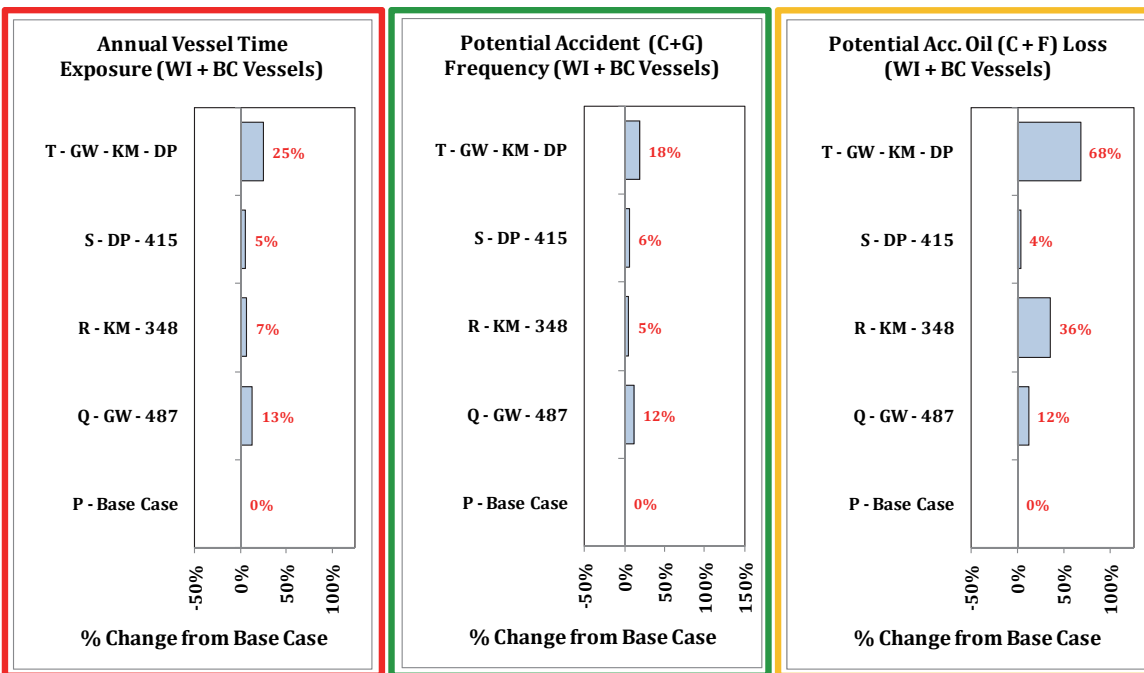 Annual Vessel Time
Exposure (WI + BC Vessels)
T - GW - KM - DP
25%
S - DP - 415
5%
R - KM - 348
7%
Q - GW - 487
13%
P - Base Case
0%
-50%
0%
50%
100%
% Change from Base Case
Potential Accident (C+G)
Frequency (WI + BC Vessels)
T - GW - KM - DP
18%
S - DP - 415
6%
R - KM - 348
5%
Q - GW - 487
12%
P - Base Case
0%
-50%
0%
50%
100%
150%
% Change from Base Case
Potential Acc. Oil (C + F) Loss
(WI + BC Vessels)
T - GW - KM - DP
68%
S - DP - 415
4%
R - KM - 348
36%
Q - GW - 487
12%
P - Base Case
0%
-50%
0%
50%
100%
% Change from Base Case